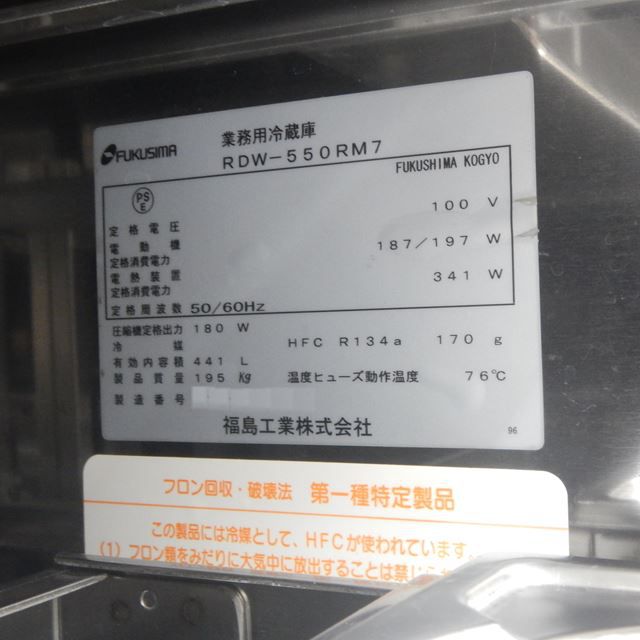 FUKUSIMA
業務用冷蔵庫
RDW-550RM7
FUKUSHIMA KOGYO
PS
E
定格電圧 100 V
電動機
定格消費電力 187/197 W
電熱装置
定格消費電力 341 W
定格周波数 50/60Hz
圧縮機定格出力 180 W
冷媒 HFC R134a 170 g
有効内容積 441 L
製品質量 195 kg 温度ヒューズ動作温度 76℃
製造番号
福島工業株式会社
96
フロン回収・破壊法 第一種特定製品
この製品には冷媒として、HFCが使われています。
(1) フロン類をみだりに大気中に放出することは禁じられ